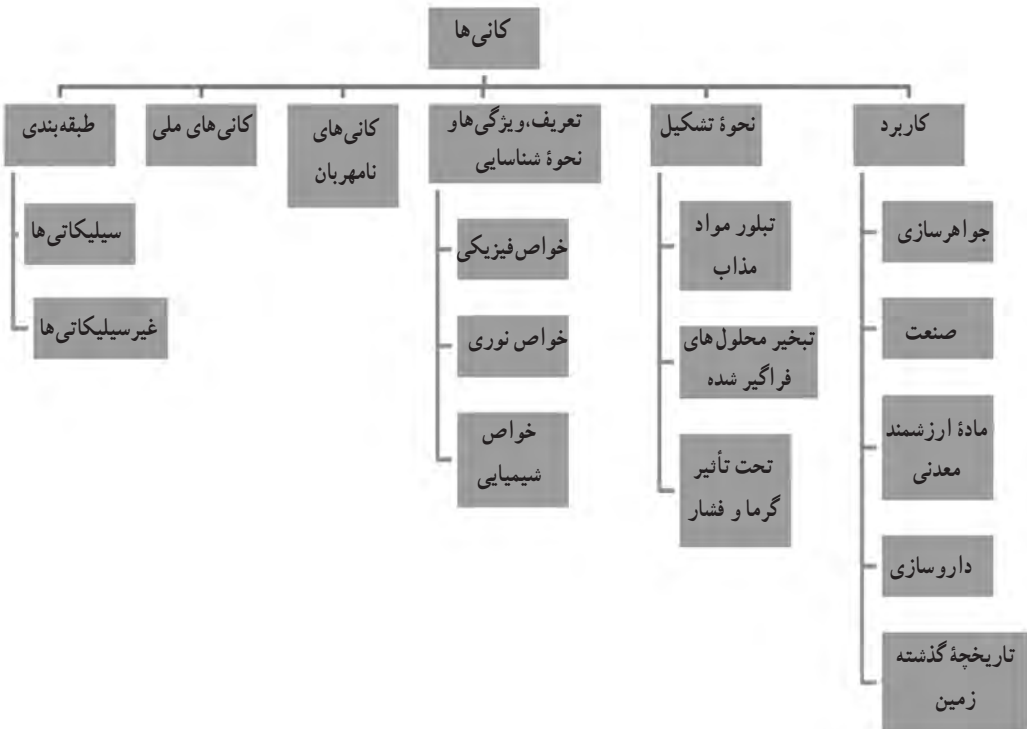 کانی‌ها
کاربرد
جواهرسازی
صنعت
مادهٔ ارزشمند
معدنی
داروسازی
تاریخچهٔ گذشته
زمین
نحوهٔ تشکیل
تبلور مواد
مذاب
تبخیر محلول‌های
فراگیر شده
تحت تأثیر
گرما و فشار
تعریف،ویژگی‌هاو
نحوهٔ شناسایی
خواص‌فیزیکی
خواص نوری
خواص
شیمیایی
کانی‌های
نامهربان
کانی‌های ملی
طبقه‌بندی
سیلیکاتی‌ها
غیرسیلیکاتی‌ها